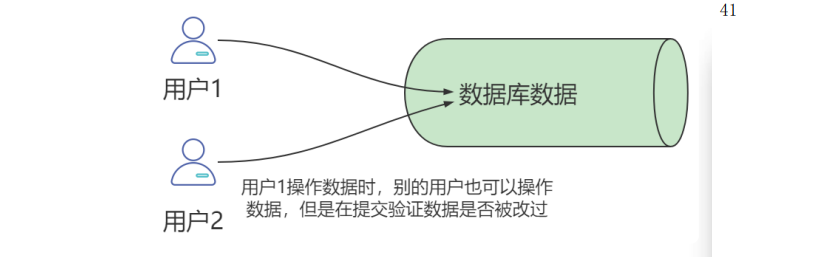 41
用户1
数据库数据
用户1操作数据时，别的用户也可以操作
数据，但是在提交验证数据是否被改过
用户2